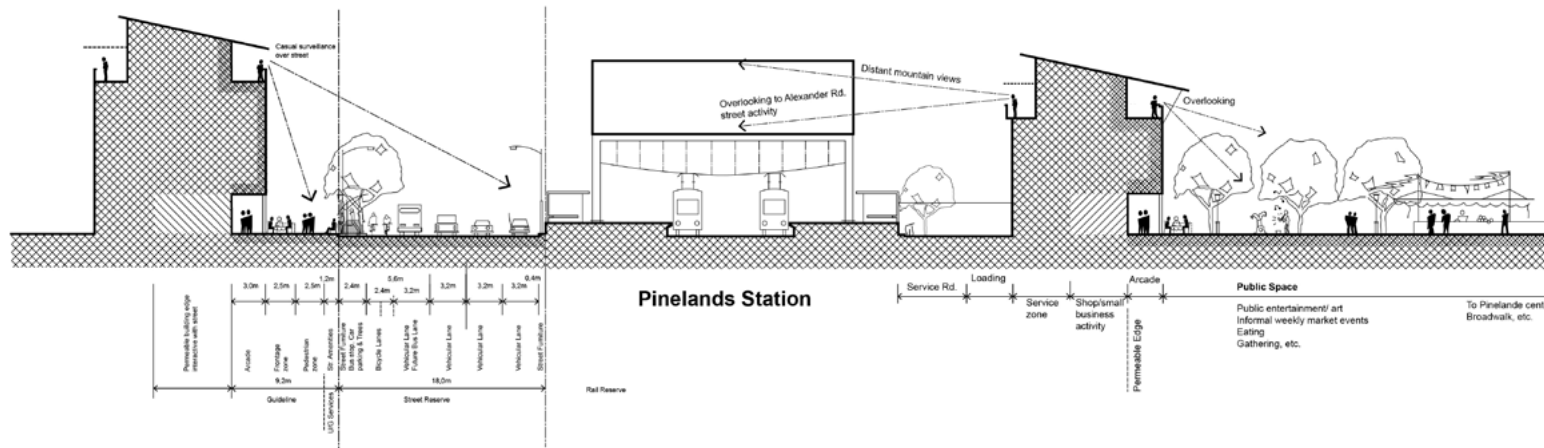 Casual surveillance
over street
Distant mountain views
Overlooking to Alexander Rd.
street activity
Overlooking
3.0m
2,5m
2,5m
1,2m
2,4m
5.6m
2,4m
3,2m
3,2m
3,2m
3,2m
0,4m
Permeable building edge
interactive with street
Arcade
Frontage
zone
Pedestrian
zone
Str. Amenities
Street Furniture
Bus stop, Car
parking & Trees
Bicycle Lanes
Vehicular Lane
Future Bus Lane
Vehicular Lane
Vehicular Lane
Vehicular Lane
Street Furniture
9,2m
18,0m
Guideline
U/G Services
Street Reserve
Rail Reserve
Pinelands Station
Service Rd.
Loading
Service
zone
Shop/small
business
activity
Arcade
Permeable Edge
Public Space
Public entertainment/ art
Informal weekly market events
Eating
Gathering, etc.
To Pinelande cent
Broadwalk, etc.